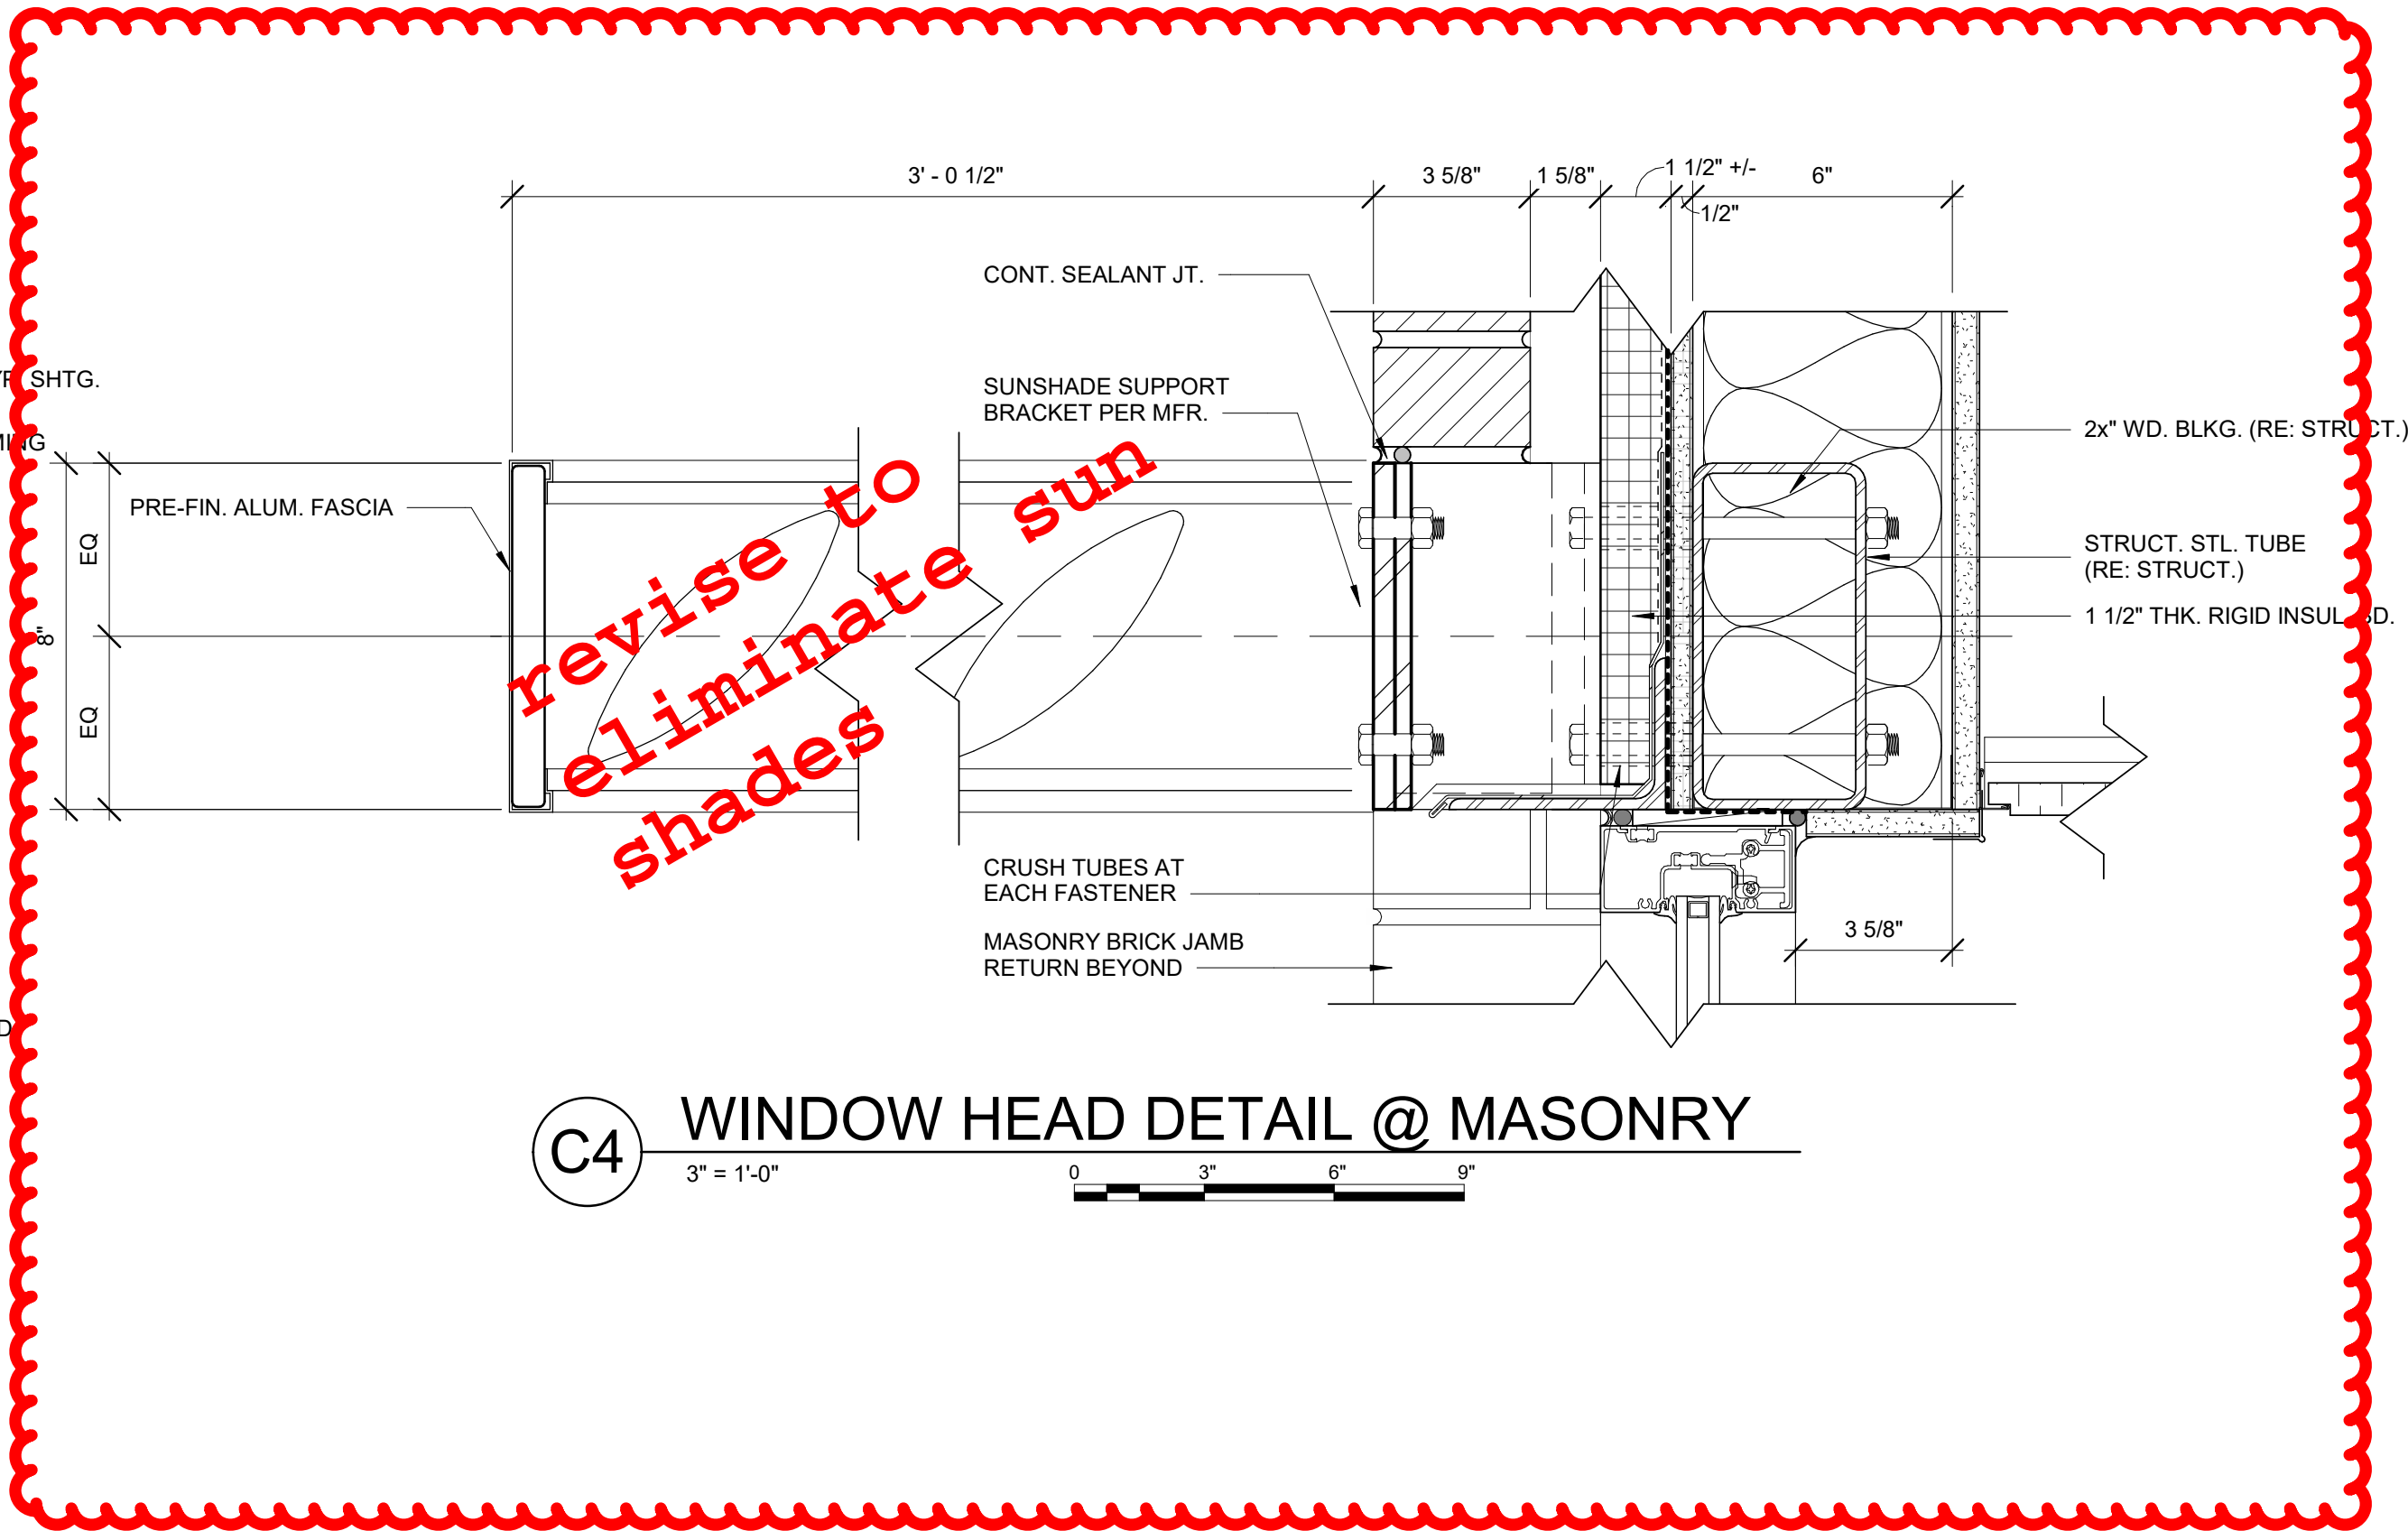 3' - 0 1/2"
3 5/8"
1 5/8"
1 1/2" +/-
1/2"
6"
CONT. SEALANT JT.
SHTG.
SUNSHADE SUPPORT
BRACKET PER MFR.
2x" WD. BLKG. (RE: STRUCT.)
PRE-FIN. ALUM. FASCIA
EQ
8"
EQ
STRUCT. STL. TUBE
(RE: STRUCT.)
1 1/2" THK. RIGID INSUL. BD.
revise to
eliminate sun
shades
CRUSH TUBES AT
EACH FASTENER
MASONRY BRICK JAMB
RETURN BEYOND
3 5/8"
C4
WINDOW HEAD DETAIL @ MASONRY
3" = 1'-0"
0 3" 6" 9"